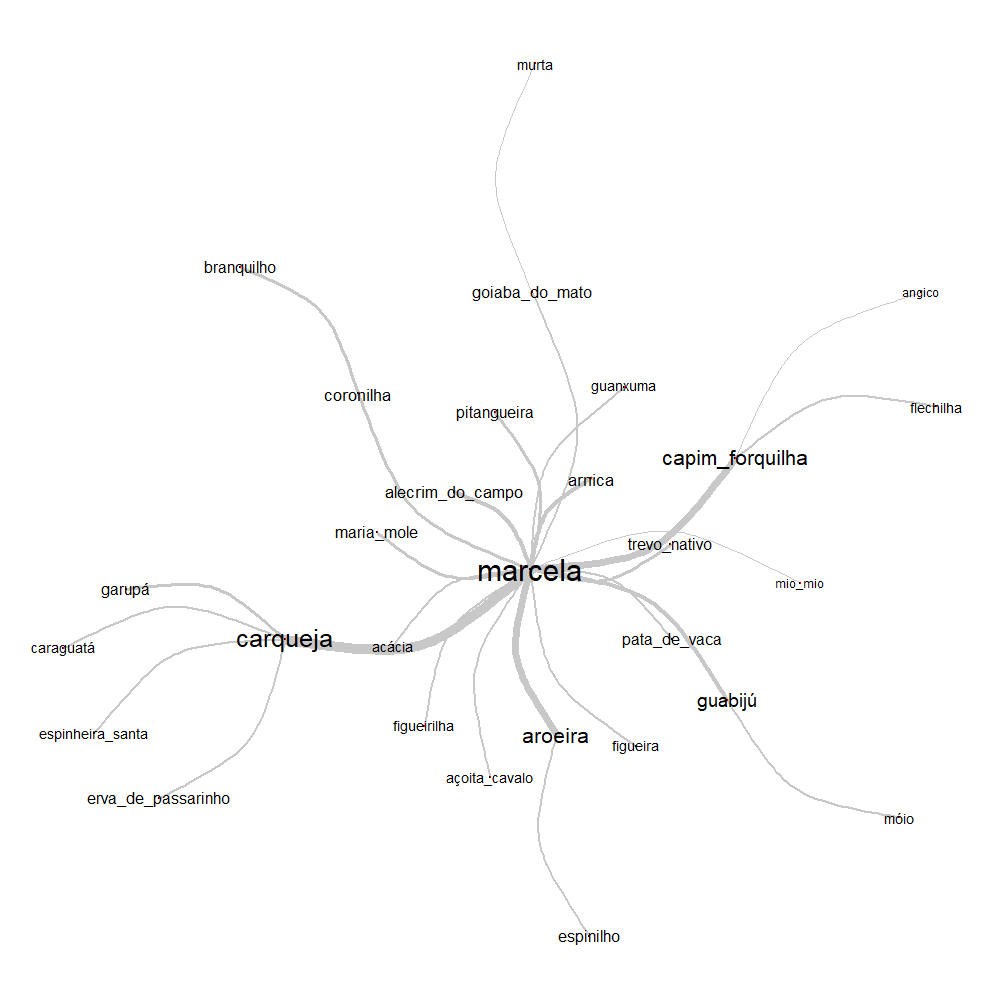 murta
branquilho
goiaba_do_mato
angico
guanxuma
coronilha
flechilha
pitangueira
capim_forquilha
arnica
alecrim_do_campo
maria_mole
trevo_nativo
marcela
mio_mio
garupá
carqueja
pata_de_vaca
acácia
caraguatá
guabijú
figueirilha
espinheira_santa
aroeira
figueira
açoita_cavalo
erva_de_passarinho
móio
espinilho